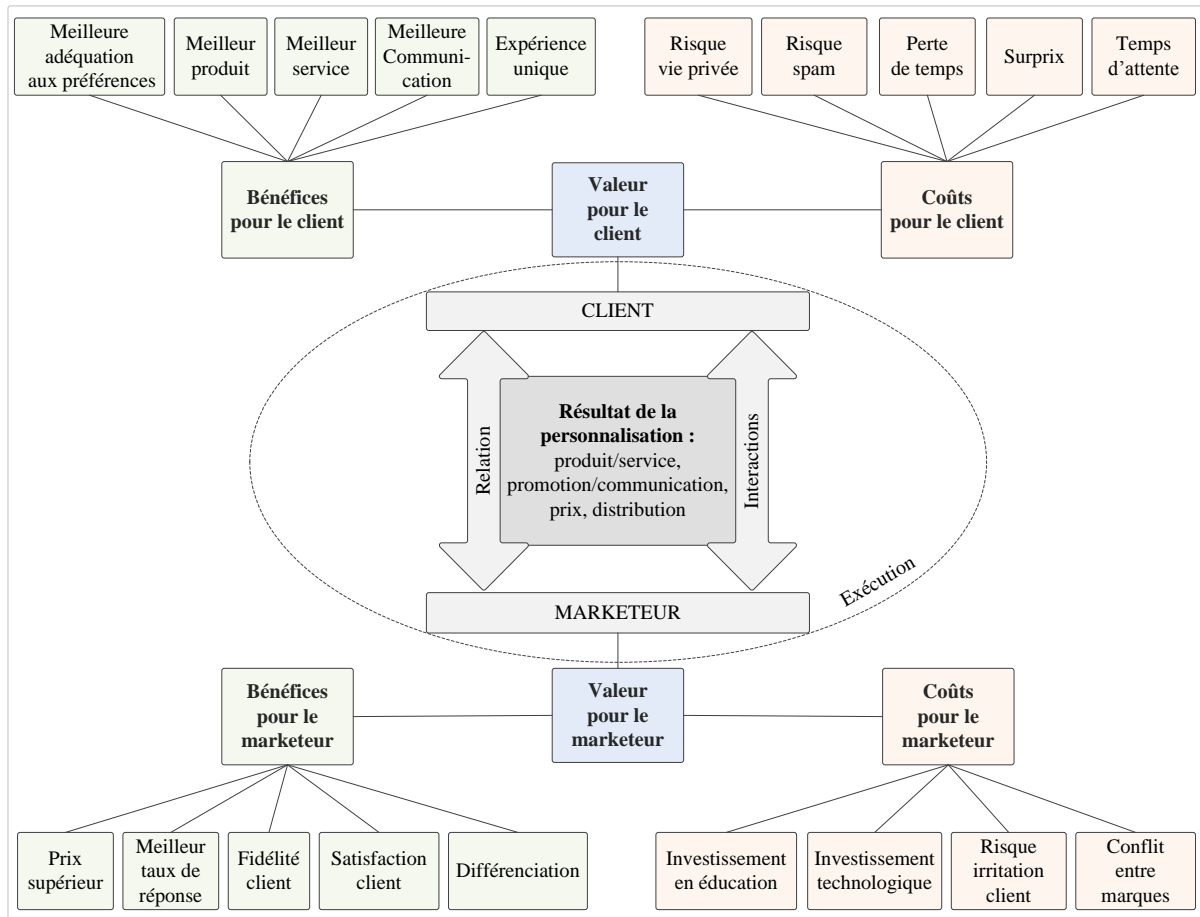 Meilleure
adéquation
aux préférences
Meilleur
produit
Meilleur
service
Meilleure
Communi-
cation
Expérience
unique
Risque
vie privée
Risque
spam
Perte
de temps
Surprix
Temps
d’attente
Bénéfices
pour le client
Valeur
pour le
client
Coûts
pour le client
CLIENT
Relation
Résultat de la
personnalisation :
produit/service,
promotion/communication,
prix, distribution
Interactions
Exécution
MARKETEUR
Bénéfices
pour le
marketeur
Valeur
pour le
marketeur
Coûts
pour le
marketeur
Prix
supérieur
Meilleur
taux de
réponse
Fidélité
client
Satisfaction
client
Différenciation
Investissement
en éducation
Investissement
technologique
Risque
irritation
client
Conflit
entre
marques